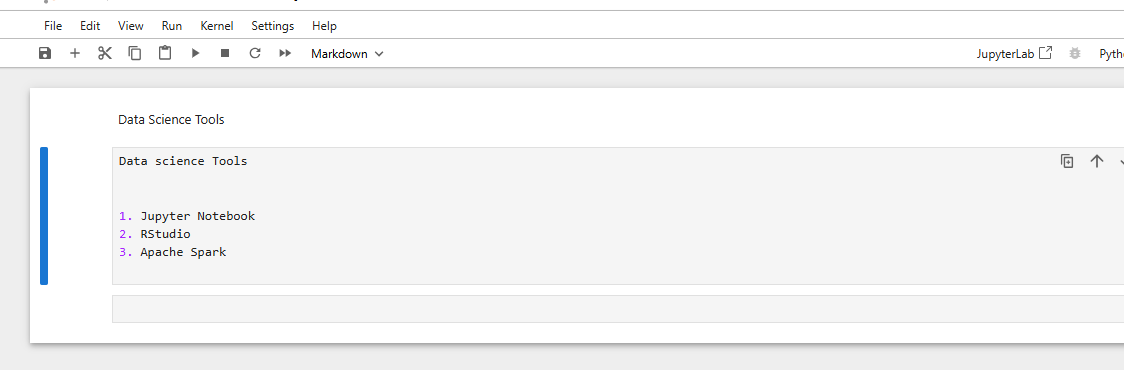 File Edit View Run Kernel Settings Help
Markdown JupyterLab
Data Science Tools
Data science Tools
1. Jupyter Notebook
2. RStudio
3. Apache Spark